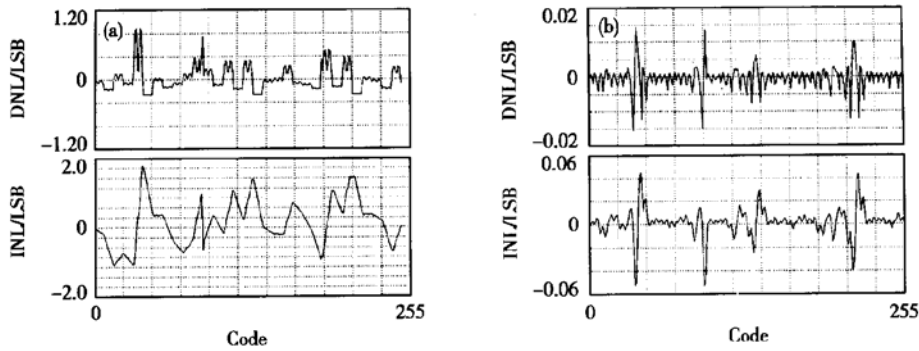 (a)
DNL/LSB
1.20
0
−1.20
INL/LSB
2.0
0
−2.0
0
255
Code
(b)
DNL/LSB
0.02
0
−0.02
INL/LSB
0.06
0
−0.06
0
255
Code